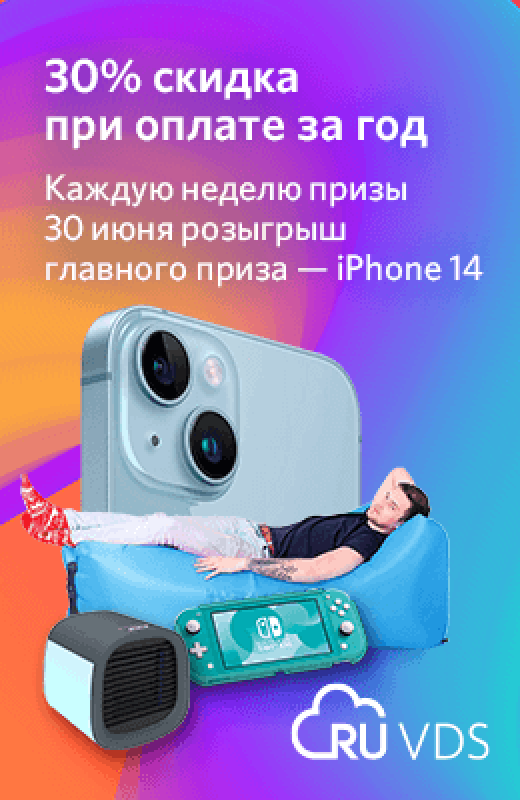 30% скидка
при оплате за год
Каждую неделю призы
30 июня розыгрыш
главного приза — iPhone 14
RU VDS